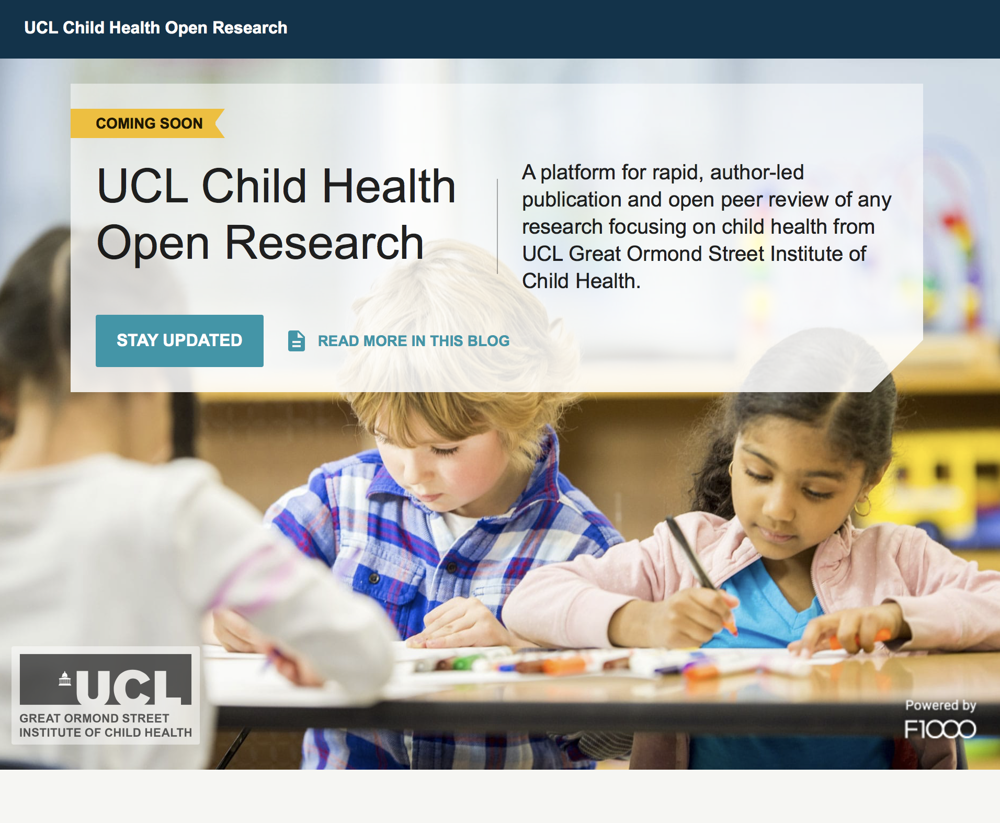 UCL Child Health Open Research
COMING SOON
UCL Child Health
Open Research
A platform for rapid, author-led
publication and open peer review of any
research focusing on child health from
UCL Great Ormond Street Institute of
Child Health.
STAY UPDATED
READ MORE IN THIS BLOG
UCL
GREAT ORMOND STREET
INSTITUTE OF CHILD HEALTH
Powered by
F1000